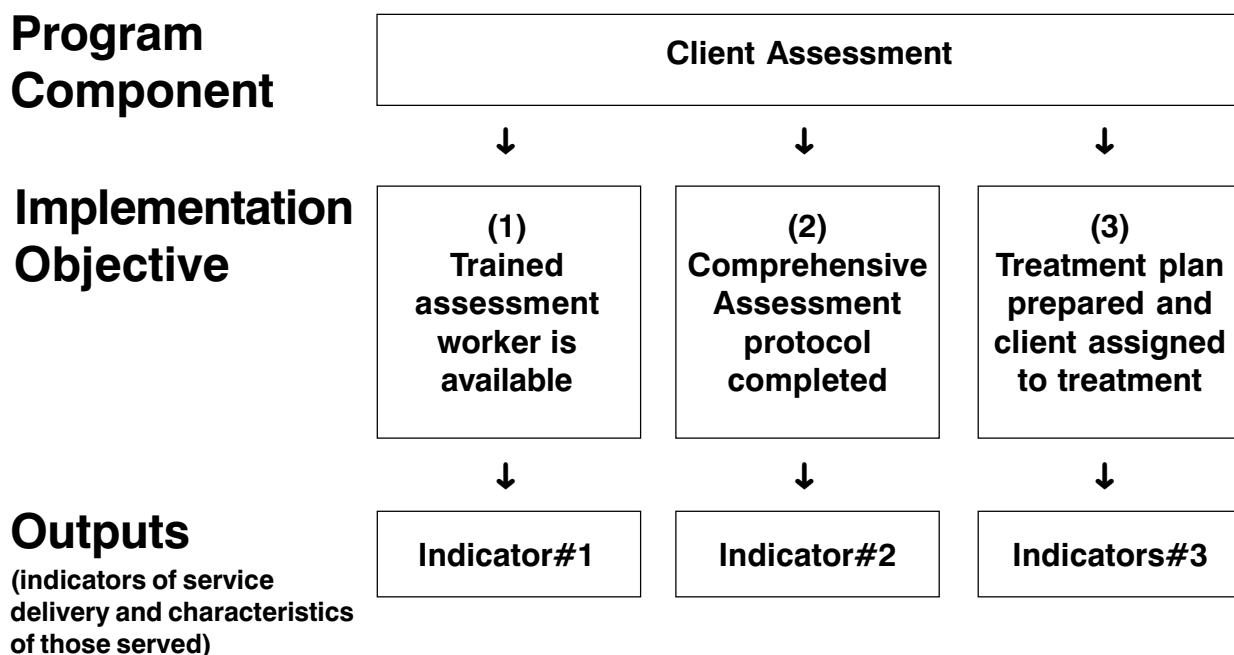 Program
Component
Client Assessment
↓ ↓ ↓
Implementation
Objective
(1)
Trained
assessment
worker is
available
(2)
Comprehensive
Assessment
protocol
completed
(3)
Treatment plan
prepared and
client assigned
to treatment
↓ ↓ ↓
Outputs
(indicators of service
delivery and characteristics
of those served)
Indicator#1
Indicator#2
Indicators#3